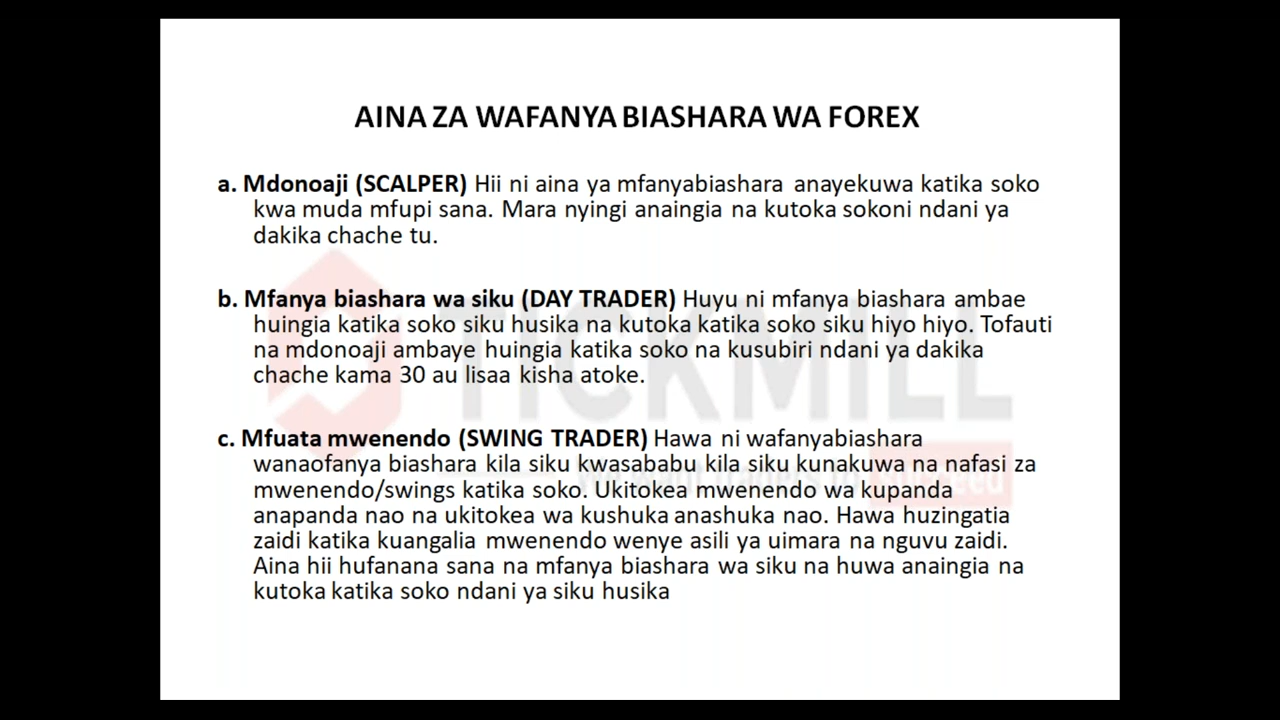 AINA ZA WAFANYA BIASHARA WA FOREX
a. Mdonoaji (SCALPER) Hii ni aina ya mfanyabiashara anayekuwa katika soko
kwa muda mfupi sana. Mara nyingi anaingia na kutoka sokoni ndani ya
dakika chache tu.
b. Mfanya biashara wa siku (DAY TRADER) Huyu ni mfanya biashara ambae
huingia katika soko siku husika na kutoka katika soko siku hiyo hiyo. Tofauti
na mdonoaji ambaye huingia katika soko na kusubiri ndani ya dakika
chache kama 30 au lisaa kisha atoke.
c. Mfuata mwenendo (SWING TRADER) Hawa ni wafanyabiashara
wanaofanya biashara kila siku kwasababu kila siku kunakuwa na nafasi za
mwenendo/swings katika soko. Ukitokea mwenendo wa kupanda
anapanda nao na ukitokea wa kushuka anashuka nao. Hawa huzingatia
zaidi katika kuangalia mwenendo wenye asili ya uimara na nguvu zaidi.
Aina hii hufanana sana na mfanya biashara wa siku na huwa anaingia na
kutoka katika soko ndani ya siku husika
TICKMILL